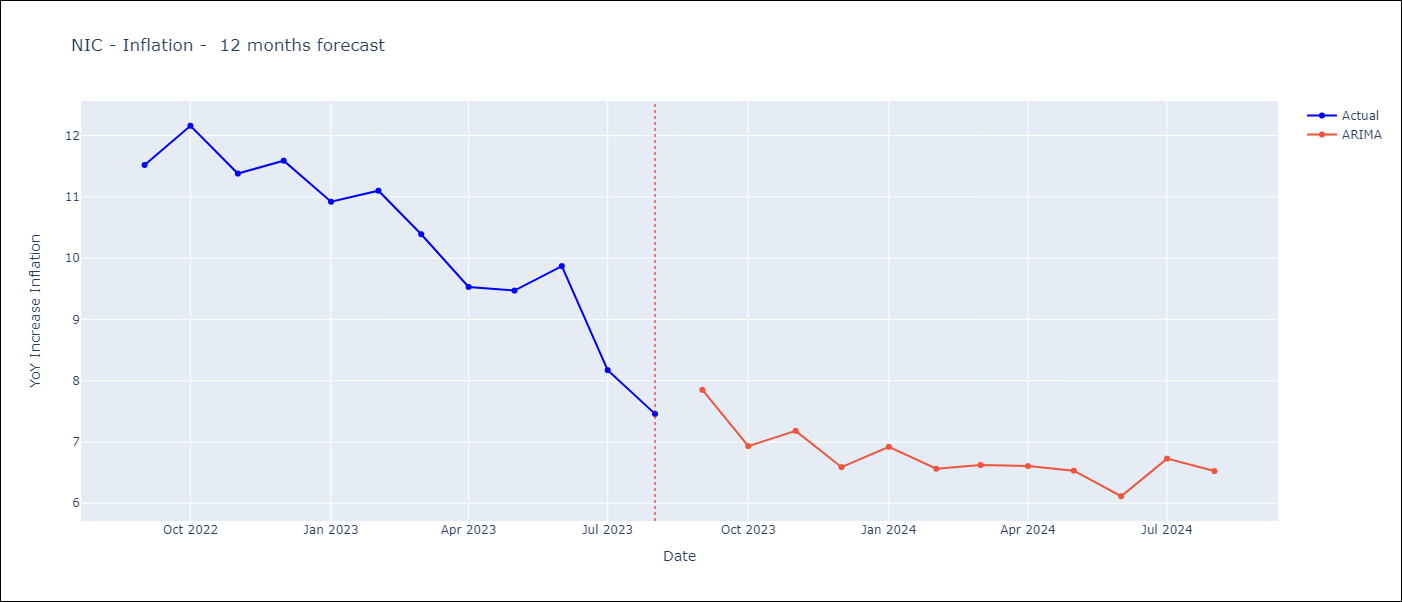 NIC - Inflation - 12 months forecast
Actual
ARIMA
YoY Increase Inflation
12
11
10
9
8
7
6
Oct 2022
Jan 2023
Apr 2023
Jul 2023
Oct 2023
Jan 2024
Apr 2024
Jul 2024
Date